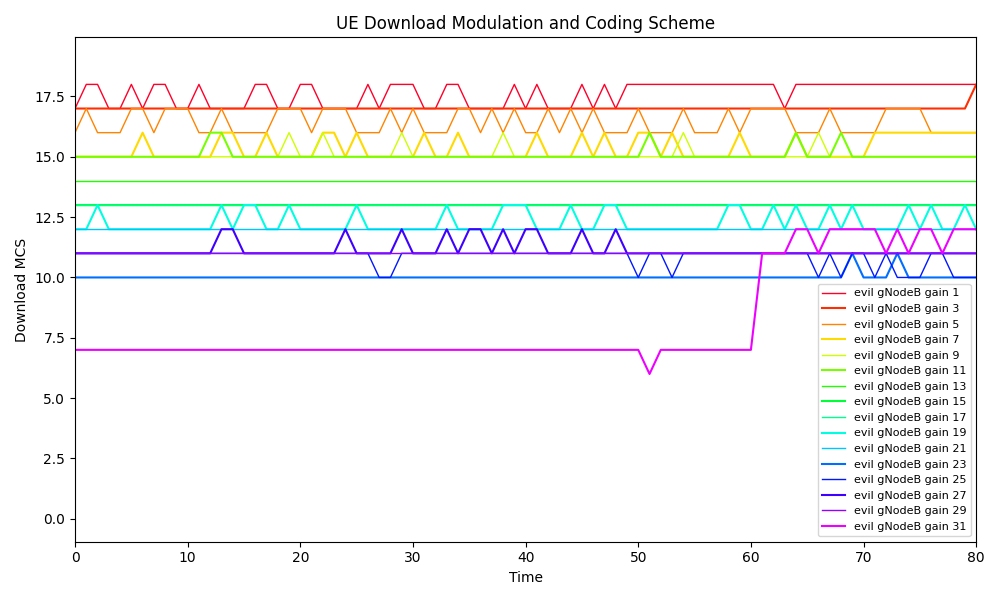 UE Download Modulation and Coding Scheme
Download MCS
17.5
15.0
12.5
10.0
7.5
5.0
2.5
0.0
0 10 20 30 40 50 60 70 80
Time
evil gNodeB gain 1
evil gNodeB gain 3
evil gNodeB gain 5
evil gNodeB gain 7
evil gNodeB gain 9
evil gNodeB gain 11
evil gNodeB gain 13
evil gNodeB gain 15
evil gNodeB gain 17
evil gNodeB gain 19
evil gNodeB gain 21
evil gNodeB gain 23
evil gNodeB gain 25
evil gNodeB gain 27
evil gNodeB gain 29
evil gNodeB gain 31